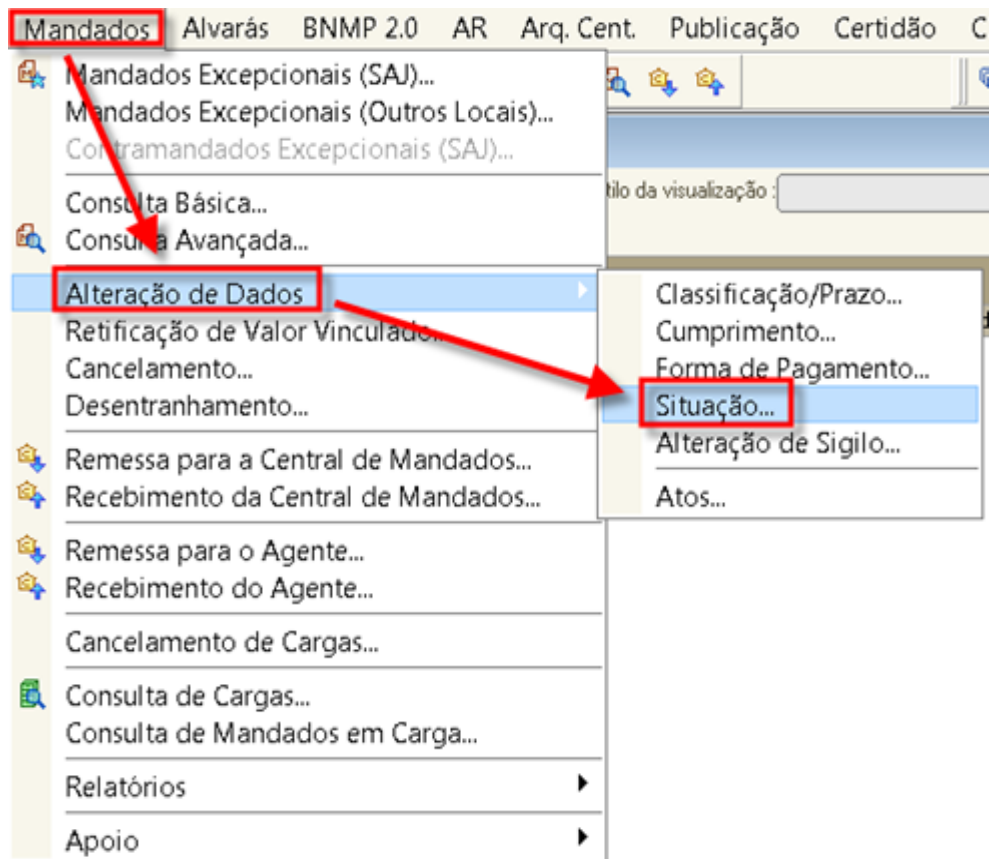 Mandados Alvarás BNMP 2.0 AR Arq. Cent. Publicação Certidão C
Mandados Excepcionais (SAJ)...
Mandados Excepcionais (Outros Locais)...
Contramandados Excepcionais (SAJ)...
tilo da visualização :
Consulta Básica...
Consulta Avançada...
Alteração de Dados
Retificação de Valor Vinculado...
Cancelamento...
Desentranhamento...
Remessa para a Central de Mandados...
Recebimento da Central de Mandados...
Remessa para o Agente...
Recebimento do Agente...
Cancelamento de Cargas...
Consulta de Cargas...
Consulta de Mandados em Carga...
Relatórios
Apoio
Classificação/Prazo...
Cumprimento...
Forma de Pagamento...
Situação...
Alteração de Sigilo...
Atos...